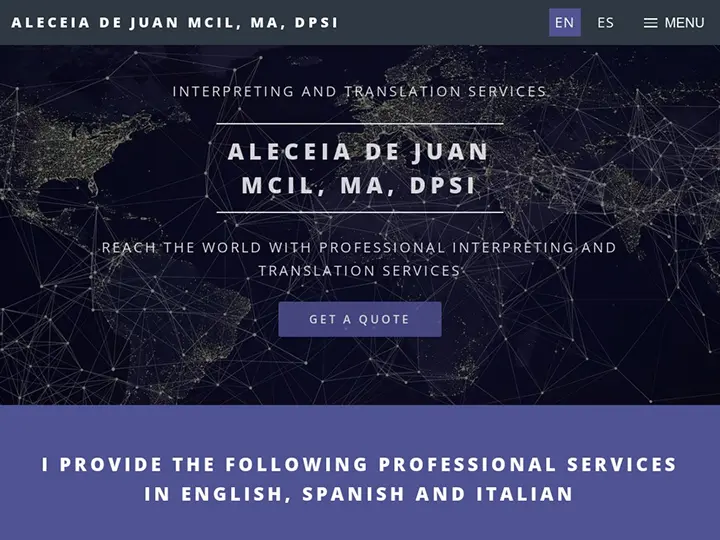 ALECEIA DE JUAN MCIL, MA, DPSI
EN ES MENU
INTERPRETING AND TRANSLATION SERVICES
ALECEIA DE JUAN
MCIL, MA, DPSI
REACH THE WORLD WITH PROFESSIONAL INTERPRETING AND
TRANSLATION SERVICES
GET A QUOTE
I PROVIDE THE FOLLOWING PROFESSIONAL SERVICES
IN ENGLISH, SPANISH AND ITALIAN